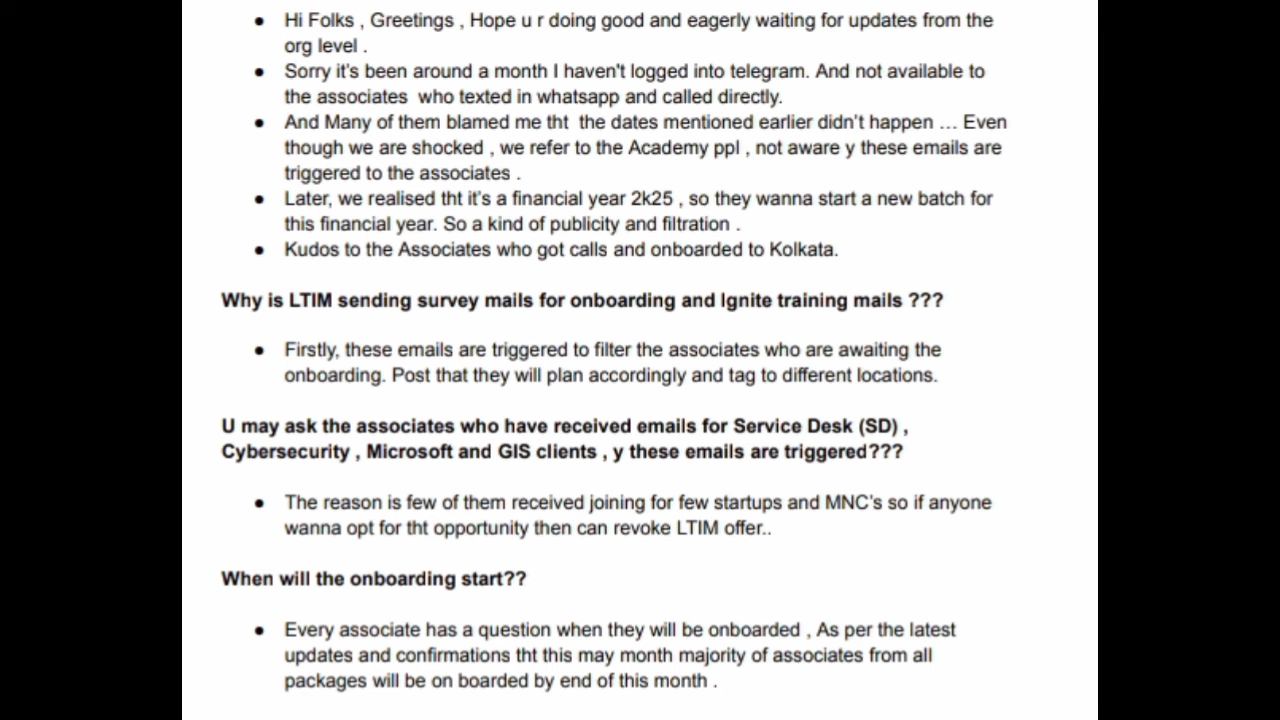 ● Hi Folks , Greetings , Hope u r doing good and eagerly waiting for updates from the
org level .
● Sorry it's been around a month I haven't logged into telegram. And not available to
the associates who texted in whatsapp and called directly.
● And Many of them blamed me tht the dates mentioned earlier didn't happen … Even
though we are shocked , we refer to the Academy ppl , not aware y these emails are
triggered to the associates .
● Later, we realised tht it's a financial year 2k25 , so they wanna start a new batch for
this financial year. So a kind of publicity and filtration .
● Kudos to the Associates who got calls and onboarded to Kolkata.
Why is LTIM sending survey mails for onboarding and Ignite training mails ???
● Firstly, these emails are triggered to filter the associates who are awaiting the
onboarding. Post that they will plan accordingly and tag to different locations.
U may ask the associates who have received emails for Service Desk (SD) ,
Cybersecurity , Microsoft and GIS clients , y these emails are triggered???
● The reason is few of them received joining for few startups and MNC's so if anyone
wanna opt for tht opportunity then can revoke LTIM offer..
When will the onboarding start??
● Every associate has a question when they will be onboarded , As per the latest
updates and confirmations tht this may month majority of associates from all
packages will be on boarded by end of this month .